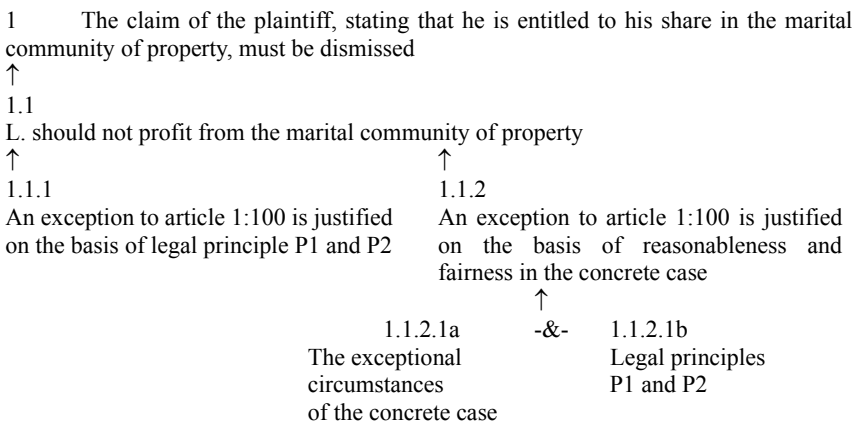 1 The claim of the plaintiff, stating that he is entitled to his share in the marital
community of property, must be dismissed
↑
1.1
L. should not profit from the marital community of property
↑ ↑
1.1.1 1.1.2
An exception to article 1:100 is justified An exception to article 1:100 is justified
on the basis of legal principle P1 and P2 on the basis of reasonableness and
fairness in the concrete case
↑
1.1.2.1a -&- 1.1.2.1b
The exceptional Legal principles
circumstances P1 and P2
of the concrete case